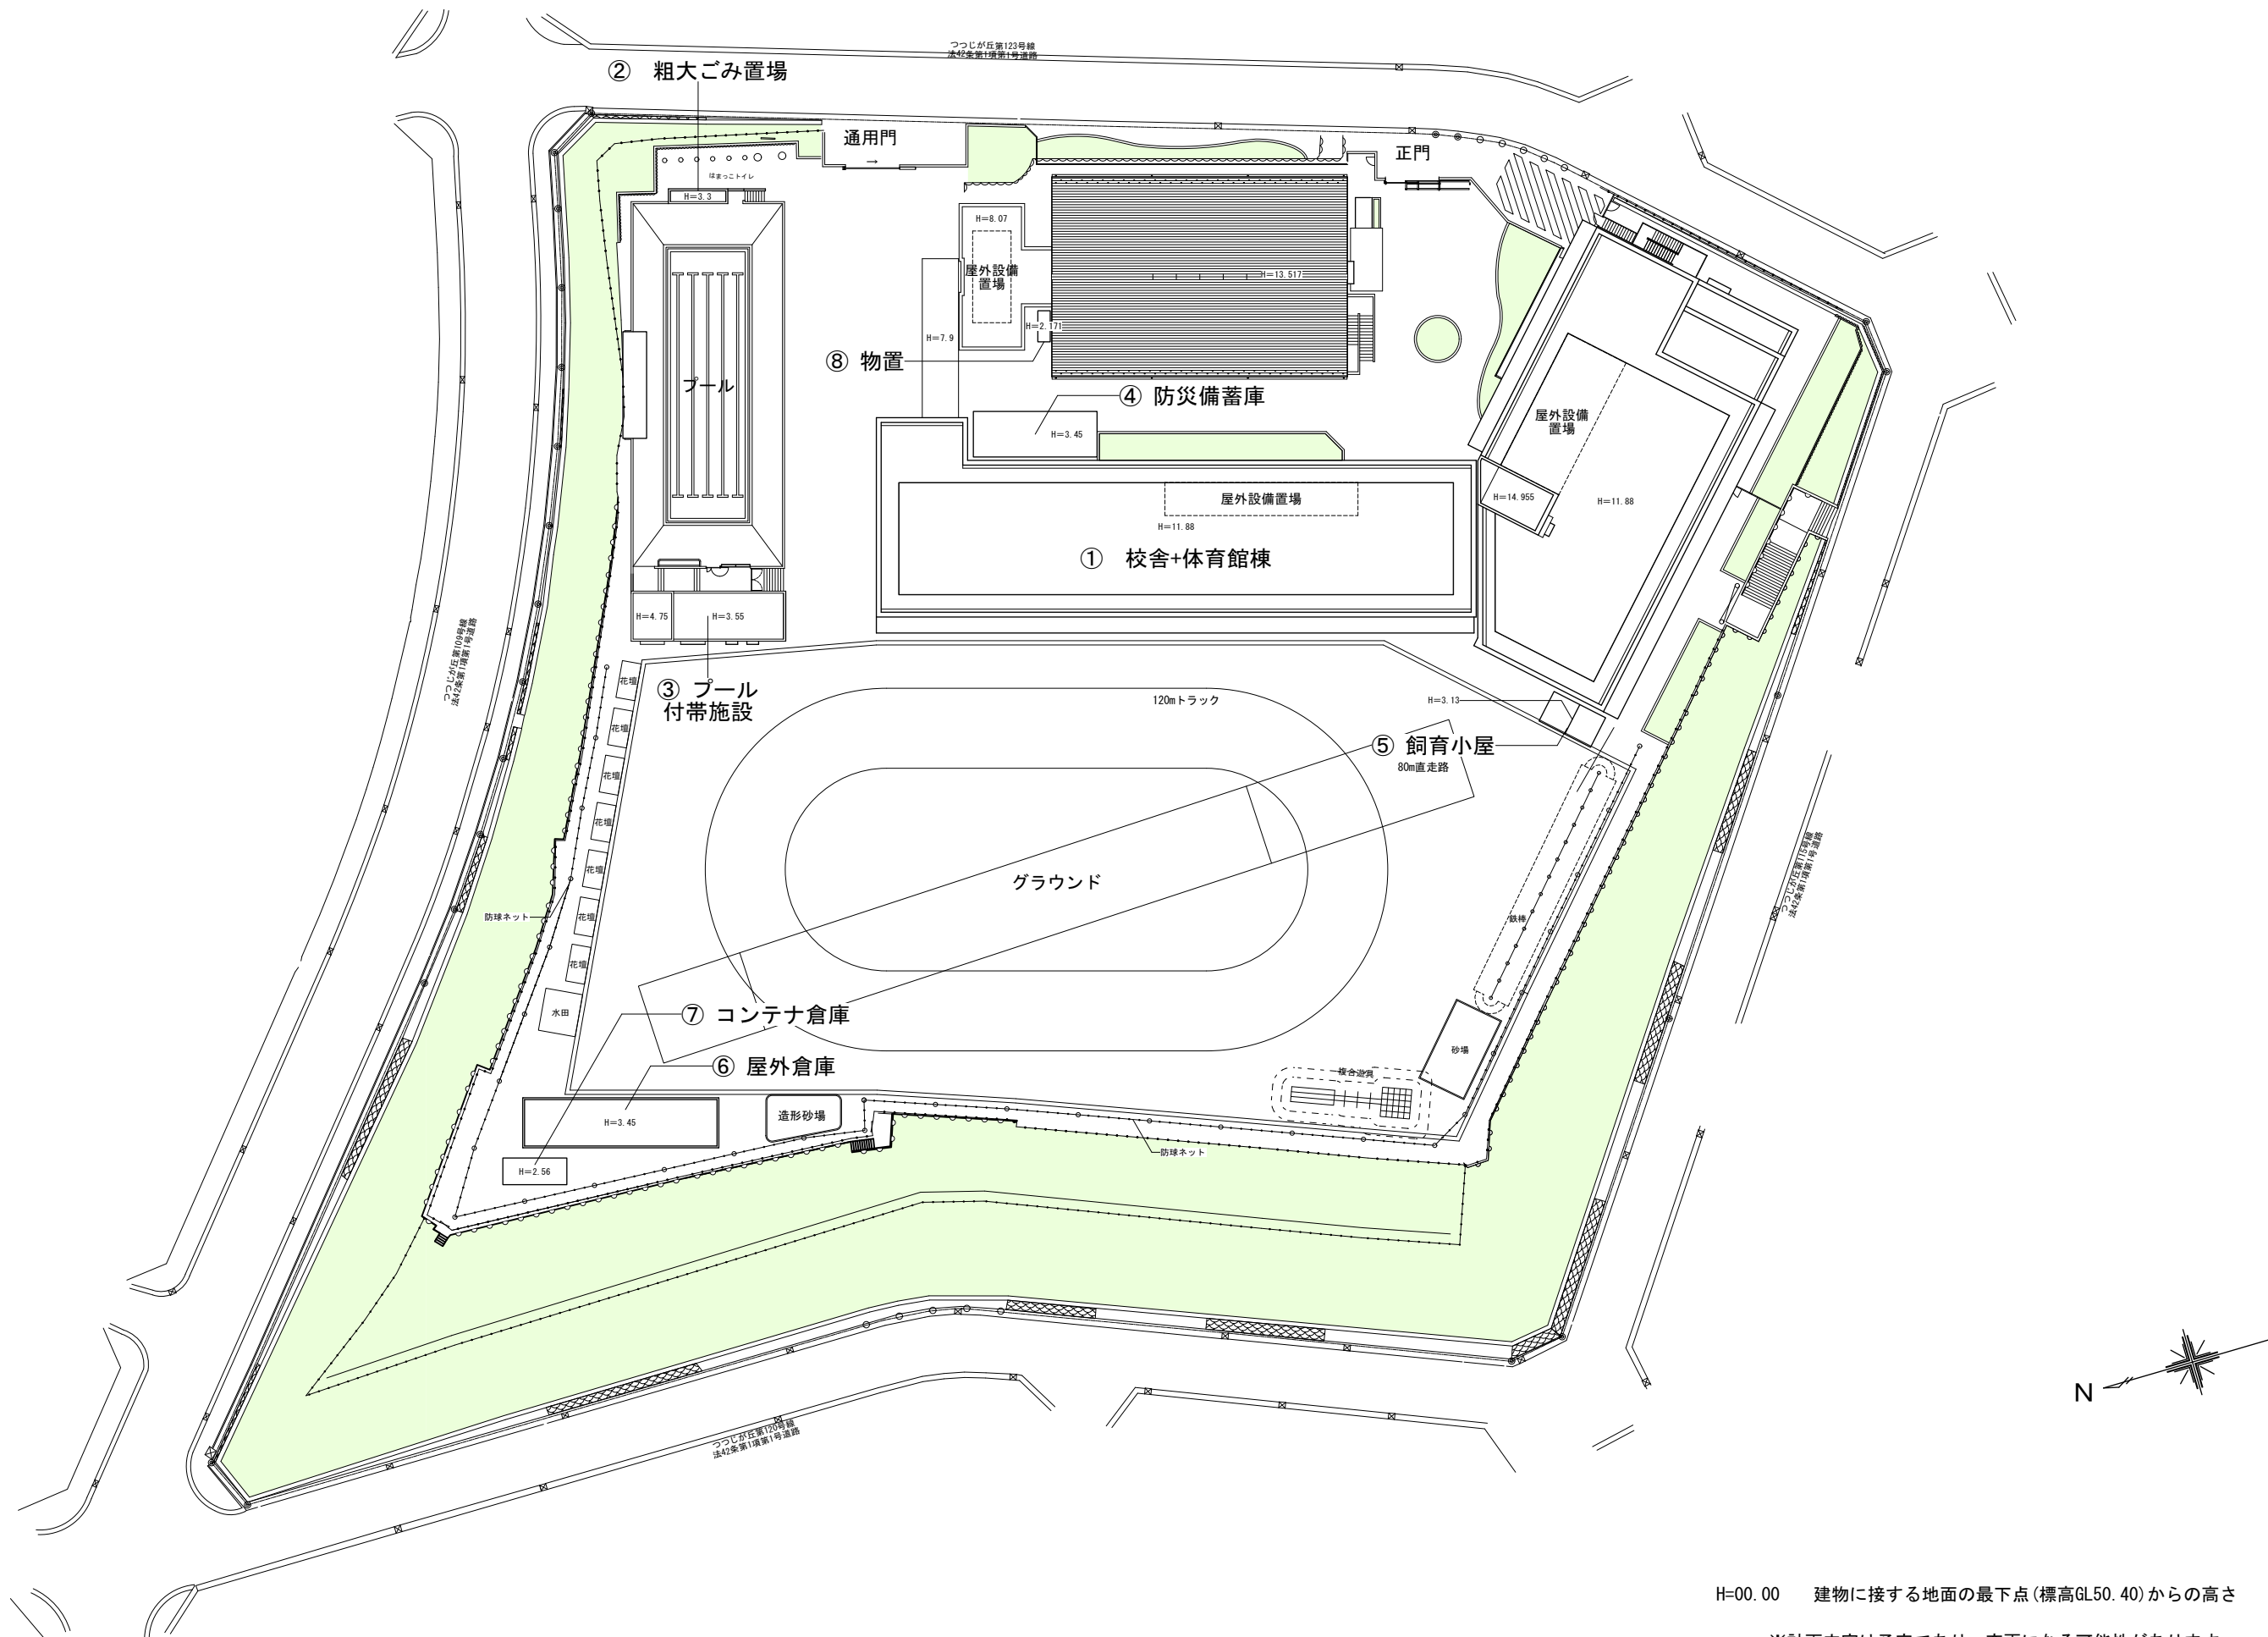 つつじが丘第123号線
法42条第1項第1号道路
② 粗大ごみ置場
通用門
→
正門
はまっこトイレ
H=3.3
H=8.07
屋外設備
置場
H=13.517
H=2.171
H=7.9
⑧ 物置
プール
④ 防災備蓄庫
H=3.45
屋外設備
置場
屋外設備置場
H=14.955
H=11.88
H=11.88
① 校舎+体育館棟
H=4.75
H=3.55
つつじが丘第109号線
法42条第1項第1号道路
③ プール
付帯施設
花壇
花壇
花壇
花壇
花壇
花壇
花壇
水田
120mトラック
H=3.13
⑤ 飼育小屋
80m直走路
グラウンド
防球ネット
鉄棒
つつじが丘第115号線
法42条第1項第1号道路
⑦ コンテナ倉庫
⑥ 屋外倉庫
砂場
複合遊具
造形砂場
H=3.45
H=2.56
防球ネット
つつじが丘第120号線
法42条第1項第1号道路
N
H=00.00 建物に接する地面の最下点(標高GL50.40)からの高さ